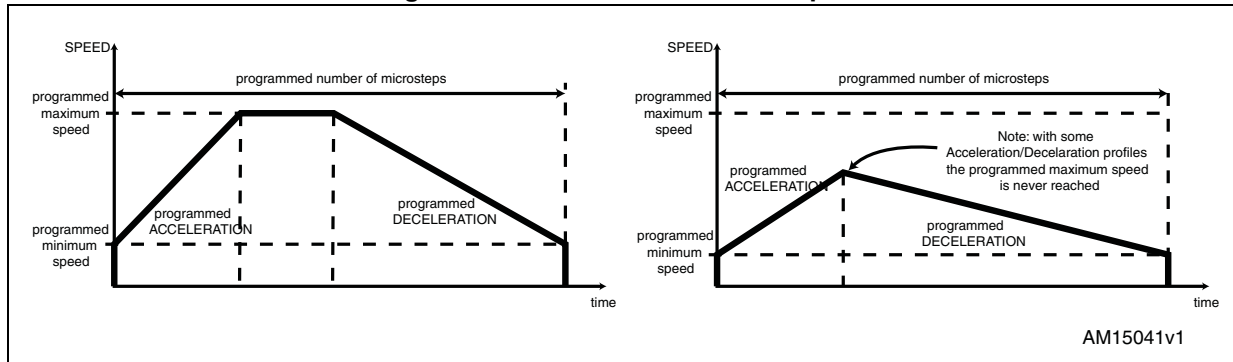 SPEED
programmed number of microsteps
programmed
maximum
speed
programmed
ACCELERATION
programmed
DECELERATION
programmed
minimum
speed
time
SPEED
programmed number of microsteps
programmed
maximum
speed
Note: with some
Acceleration/Decelaration profiles
the programmed maximum speed
is never reached
programmed
ACCELERATION
programmed
DECELERATION
programmed
minimum
speed
time
AM15041v1